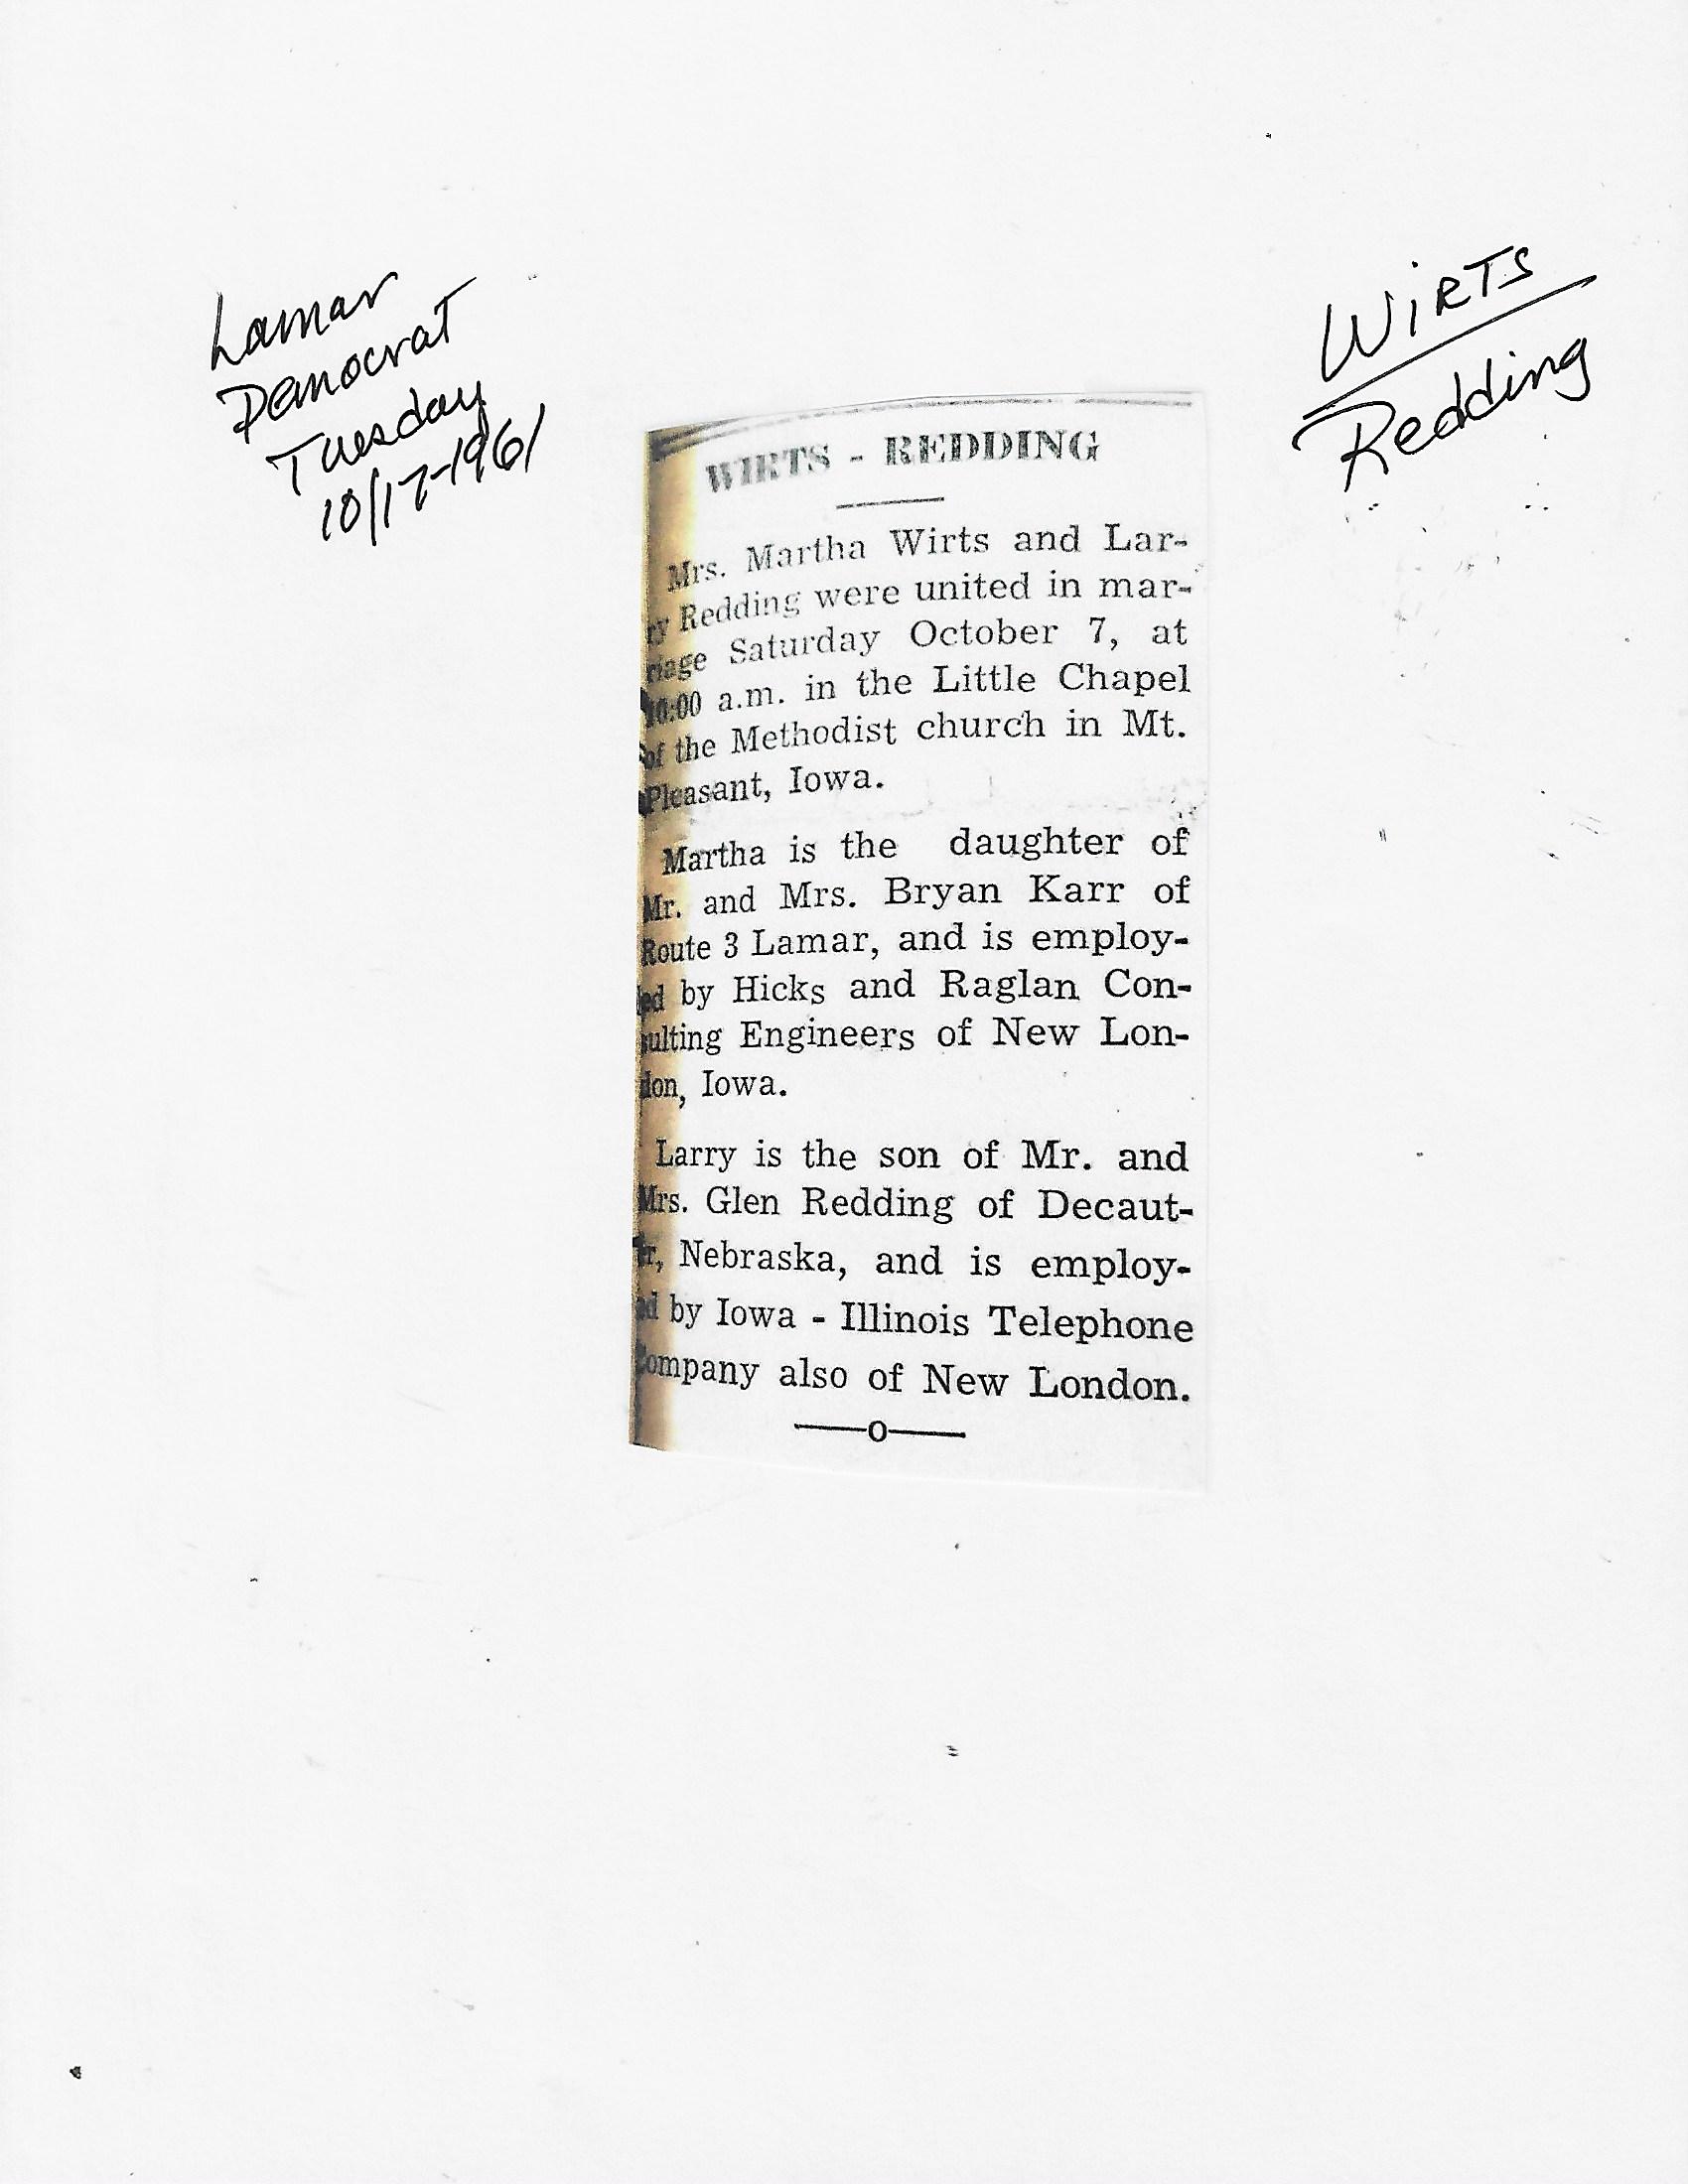 Lamar
Democrat
Tuesday
10/17-1961
WIRTS
Redding
WIRTS - REDDING
Mrs. Martha Wirts and Lar-
ry Redding were united in mar-
riage Saturday October 7, at
10:00 a.m. in the Little Chapel
of the Methodist church in Mt.
Pleasant, Iowa.
Martha is the daughter of
Mr. and Mrs. Bryan Karr of
Route 3 Lamar, and is employ-
ed by Hicks and Raglan Con-
sulting Engineers of New Lon-
don, Iowa.
Larry is the son of Mr. and
Mrs. Glen Redding of Decaut-
r, Nebraska, and is employ-
ed by Iowa - Illinois Telephone
Company also of New London.
—o—